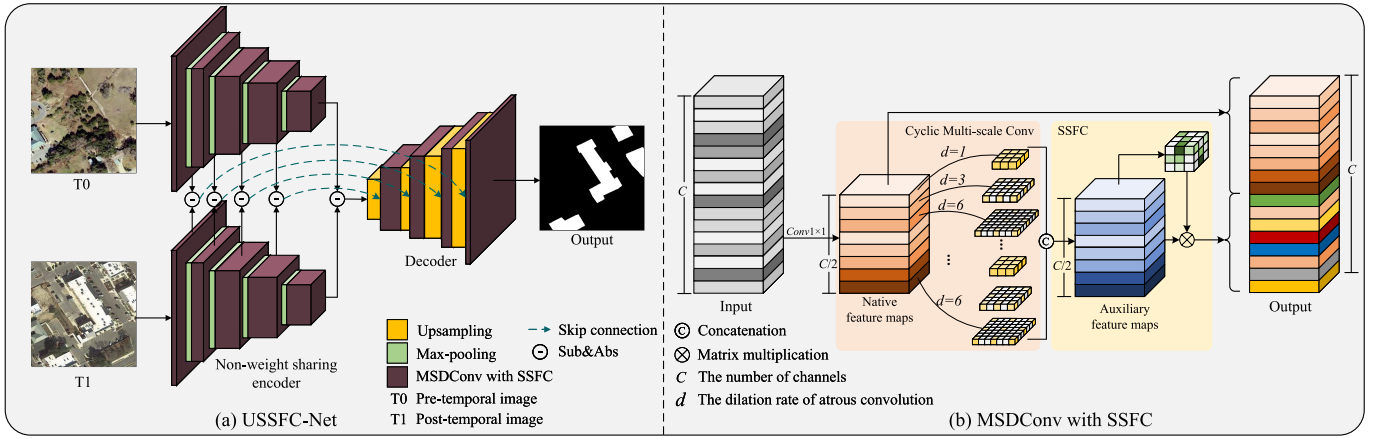 T0
T1
Non-weight sharing
encoder
Decoder
Output
Upsampling
Max-pooling
MSDConv with SSFC
T0 Pre-temporal image
T1 Post-temporal image
Skip connection
Sub&Abs
(a) USSFC-Net
C
Input
Conv1×1
C/2
Native
feature maps
Cyclic Multi-scale Conv
d=1
d=3
d=6
d=6
C
SSFC
C/2
Auxiliary
feature maps
C
Output
C Concatenation
Matrix multiplication
C The number of channels
d The dilation rate of atrous convolution
(b) MSDConv with SSFC